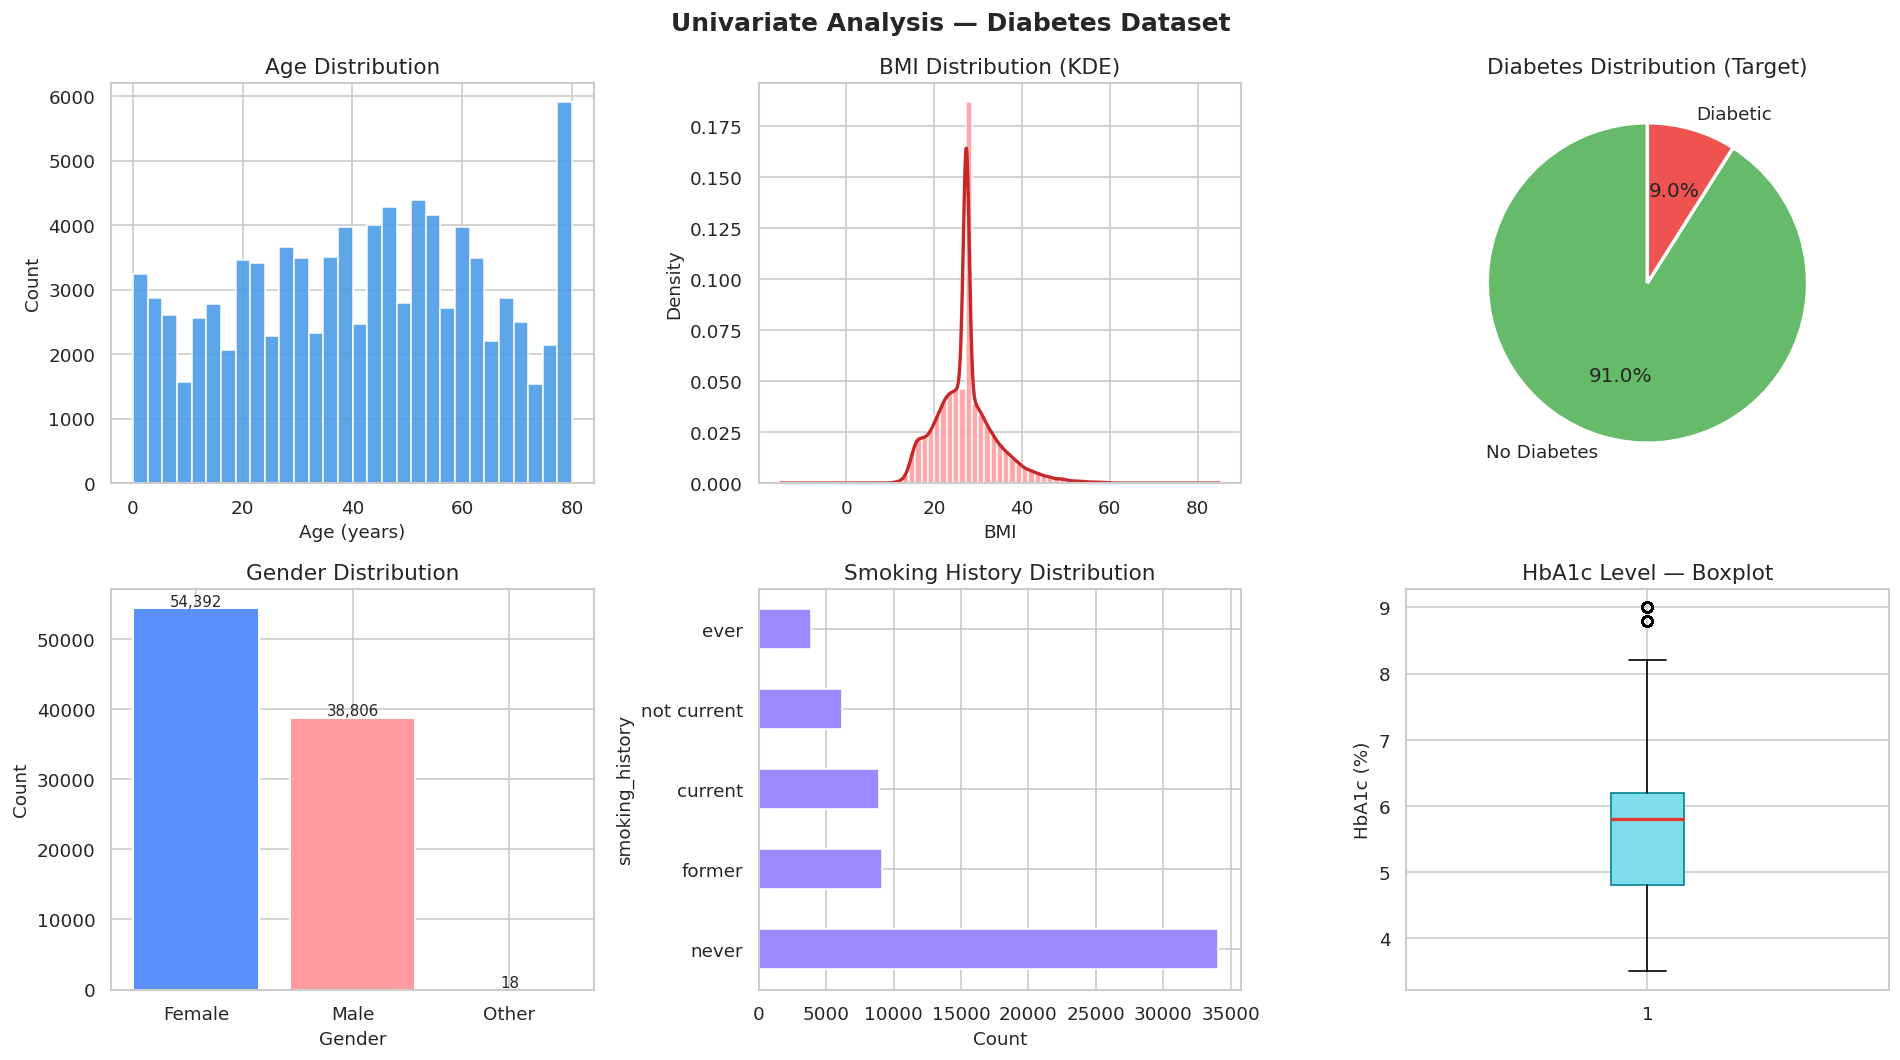 Univariate Analysis — Diabetes Dataset
Age Distribution
6000
5000
4000
3000
2000
1000
0
Count
0 20 40 60 80
Age (years)
BMI Distribution (KDE)
0.175
0.150
0.125
0.100
0.075
0.050
0.025
0.000
Density
0 20 40 60 80
BMI
Diabetes Distribution (Target)
Diabetic
9.0%
91.0%
No Diabetes
Gender Distribution
54,392
38,806
18
50000
40000
30000
20000
10000
0
Count
Female Male Other
Gender
Smoking History Distribution
ever
not current
current
former
never
smoking_history
0 5000 10000 15000 20000 25000 30000 35000
Count
HbA1c Level — Boxplot
9
8
7
6
5
4
HbA1c (%)
1